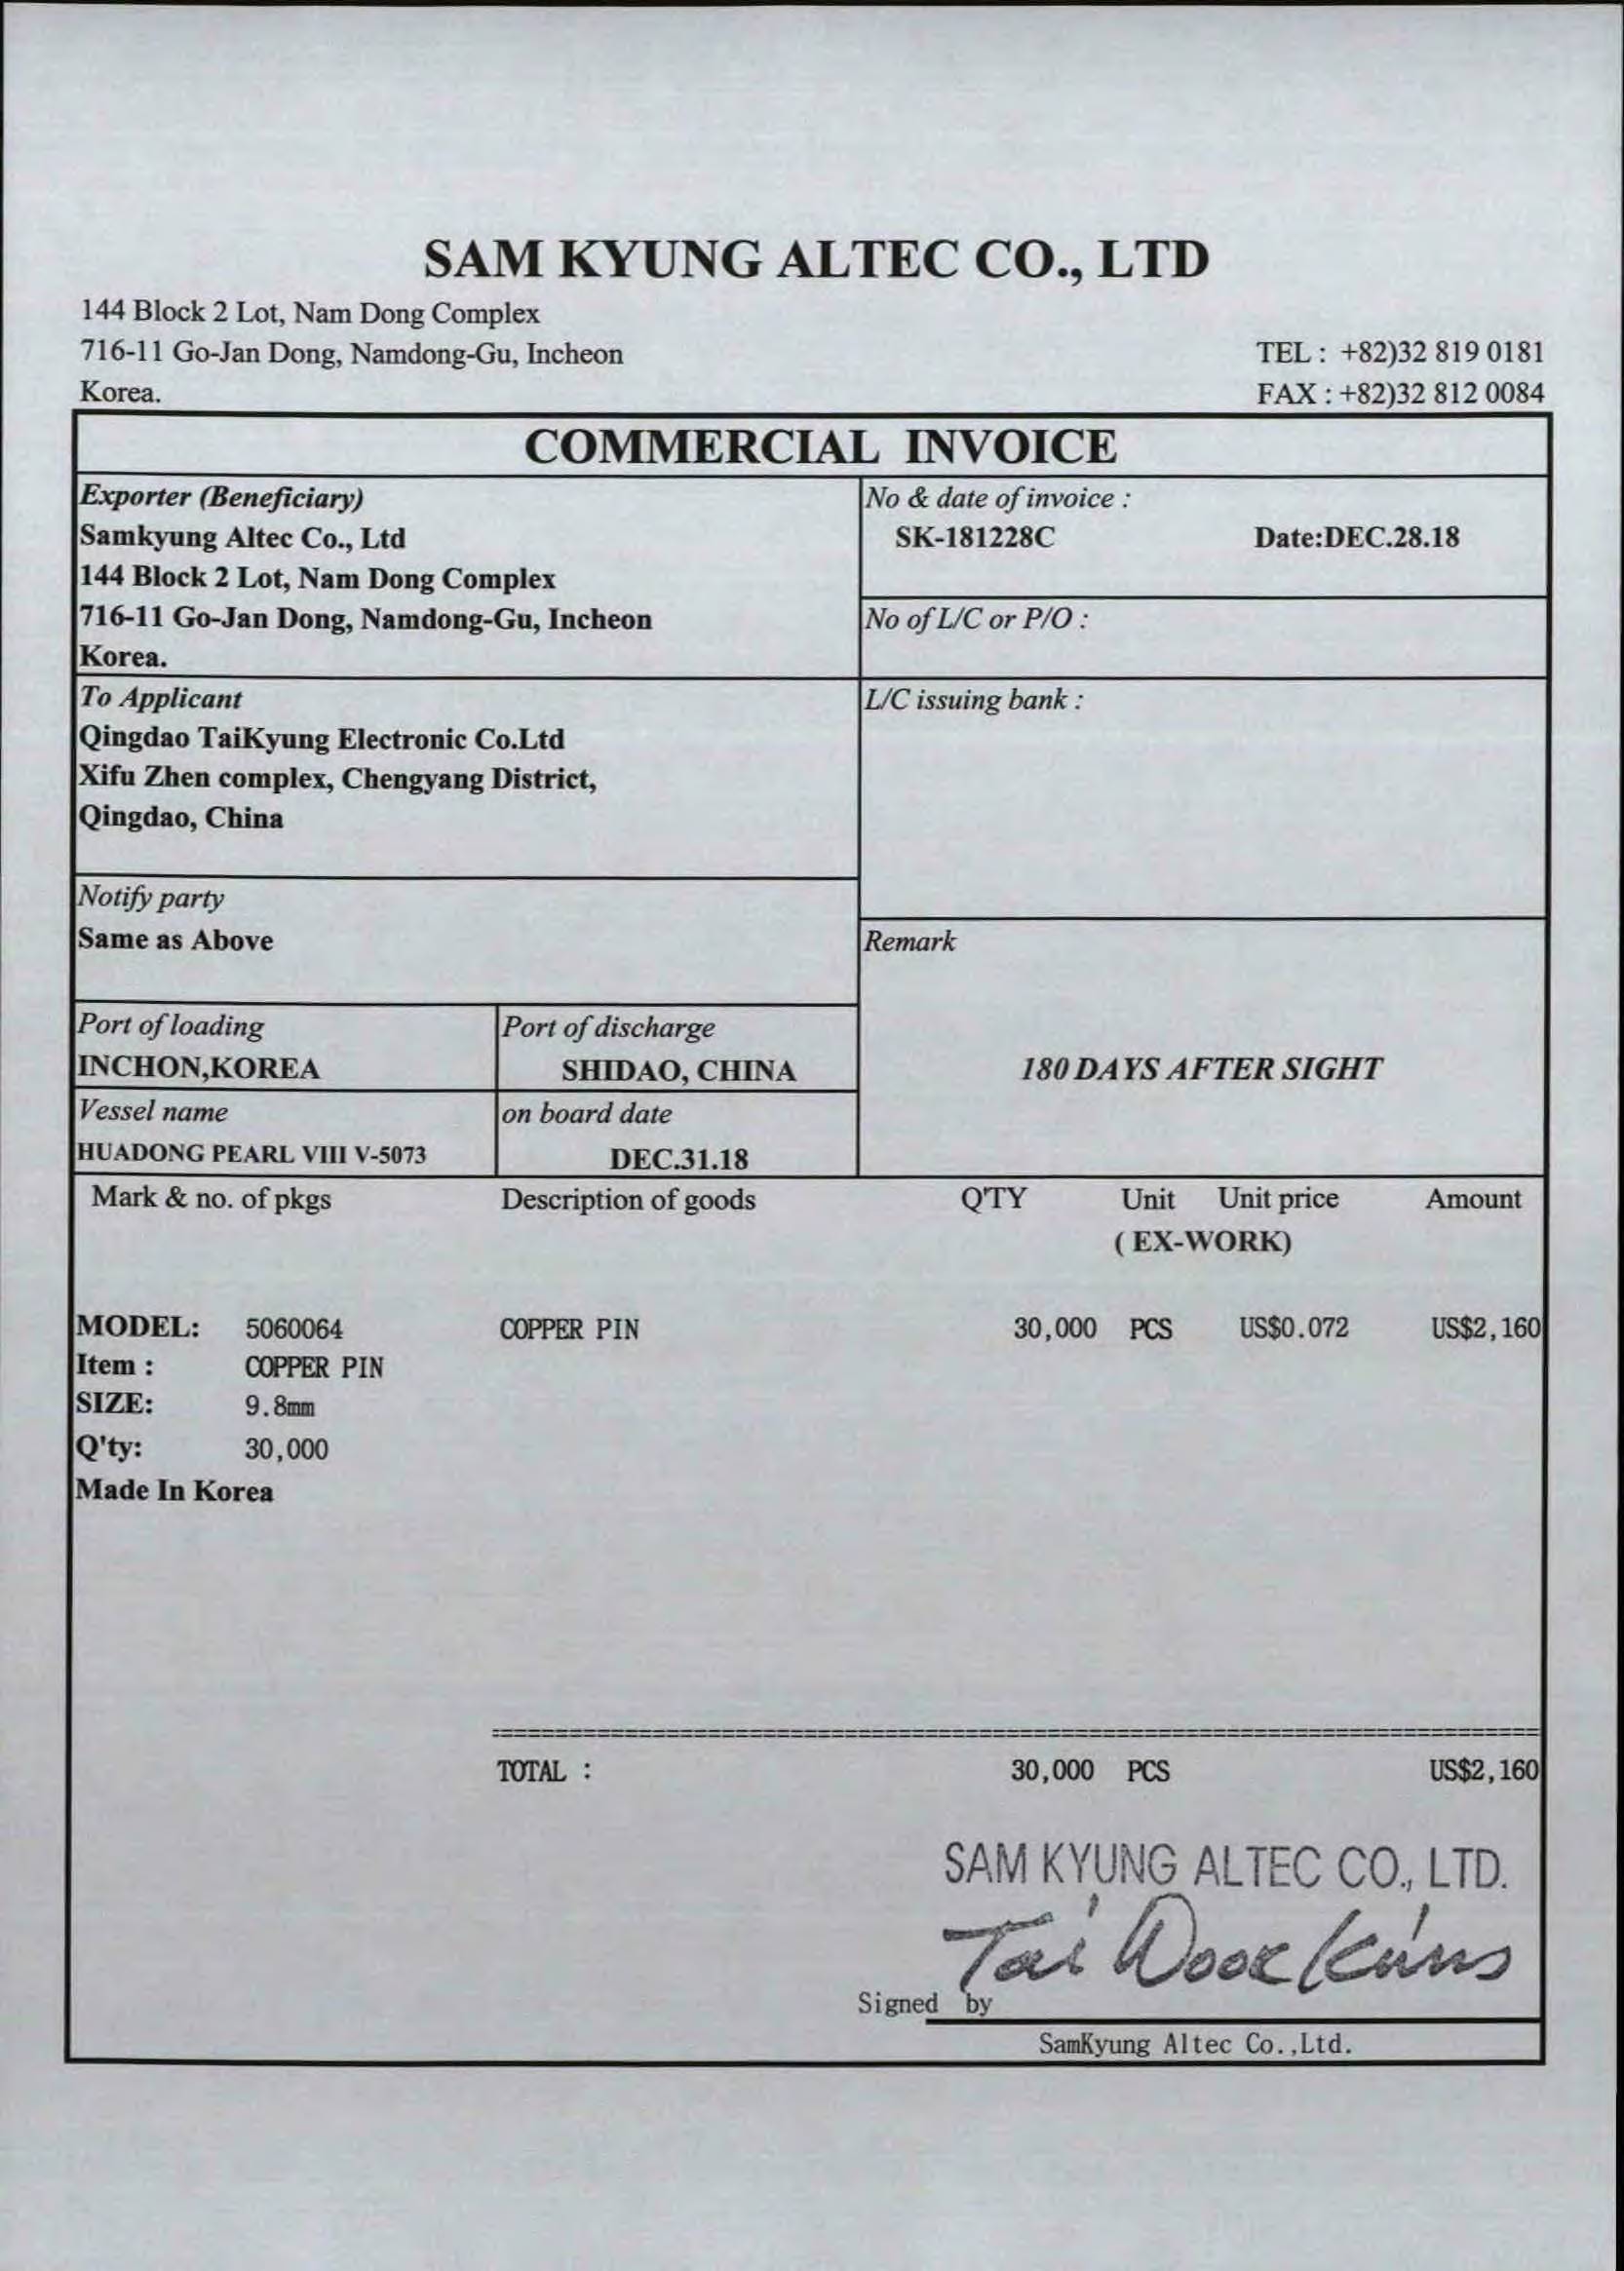 SAM KYUNG ALTEC CO., LTD
144 Block 2 Lot, Nam Dong Complex
716-11 Go-Jan Dong, Namdong-Gu, Incheon
TEL : +82)32 819 0181
Korea.
FAX : +82)32 812 0084
COMMERCIAL INVOICE
Exporter (Beneficiary)
Samkyung Altec Co., Ltd
144 Block 2 Lot, Nam Dong Complex
716-11 Go-Jan Dong, Namdong-Gu, Incheon
Korea.
No & date of invoice :
SK-181228C Date:DEC.28.18
No of L/C or P/O :
To Applicant
Qingdao TaiKyung Electronic Co.Ltd
Xifu Zhen complex, Chengyang District,
Qingdao, China
L/C issuing bank :
Notify party
Same as Above
Remark
180 DAYS AFTER SIGHT
Port of loading
INCHON,KOREA
Port of discharge
SHIDAO, CHINA
Vessel name
HUADONG PEARL VIII V-5073
on board date
DEC.31.18
Mark & no. of pkgs Description of goods Q'TY Unit Unit price Amount
( EX-WORK)
MODEL: 5060064 COPPER PIN 30,000 PCS US$0.072 US$2,160
Item : COPPER PIN
SIZE: 9.8mm
Q'ty: 30,000
Made In Korea
==========================================================================
TOTAL : 30,000 PCS US$2,160
SAM KYUNG ALTEC CO., LTD.
Tai Wook
Signed by
SamKyung Altec Co.,Ltd.